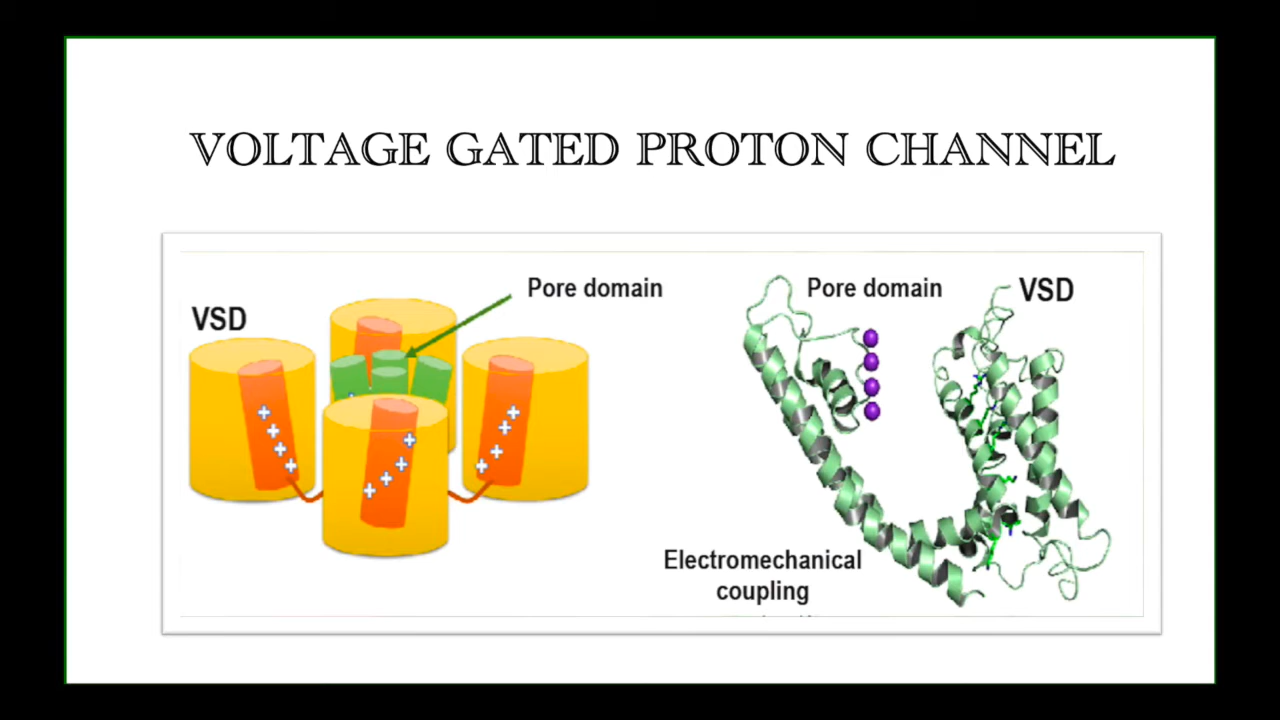 VOLTAGE GATED PROTON CHANNEL
Pore domain
VSD
Pore domain
VSD
Electromechanical
coupling